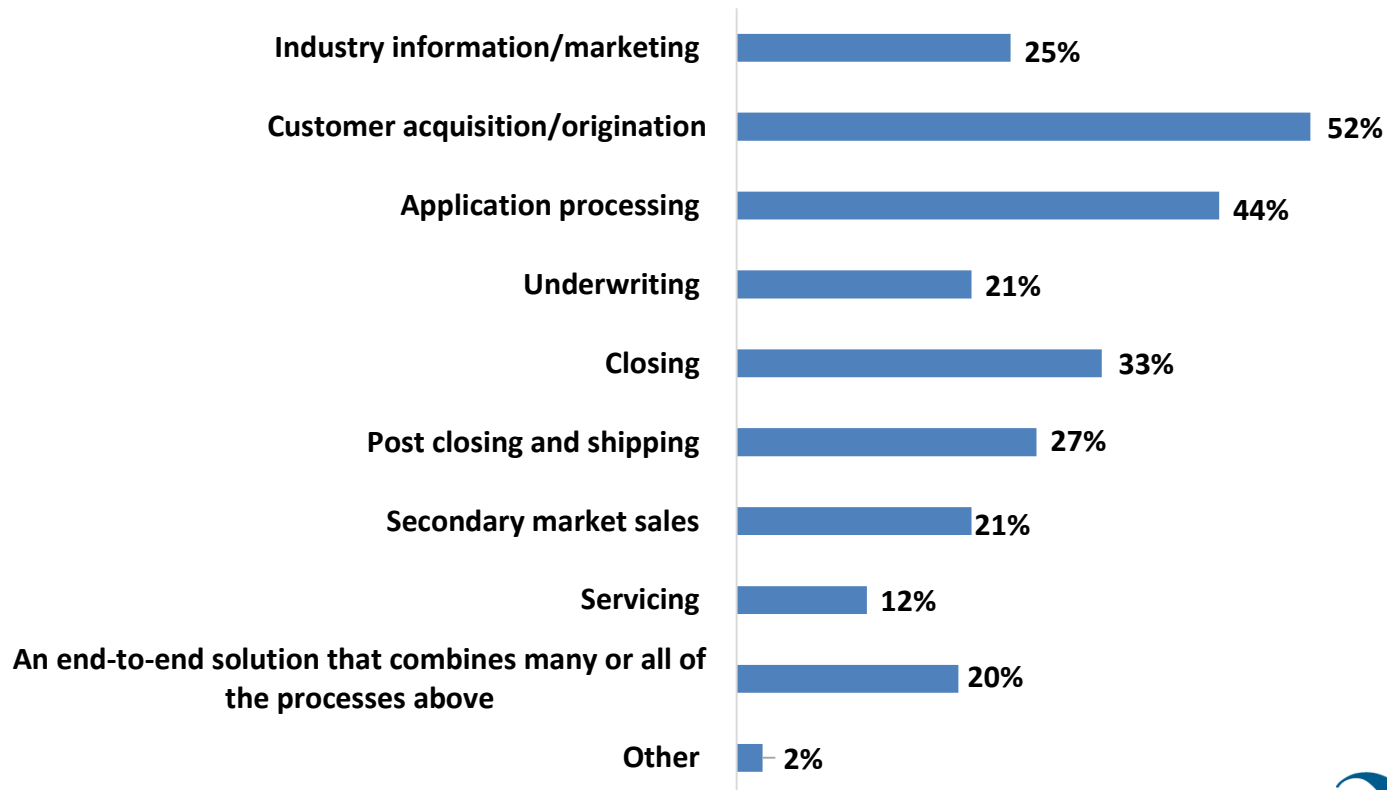 Industry information/marketing 25%
Customer acquisition/origination 52%
Application processing 44%
Underwriting 21%
Closing 33%
Post closing and shipping 27%
Secondary market sales 21%
Servicing 12%
An end-to-end solution that combines many or all of
the processes above 20%
Other 2%